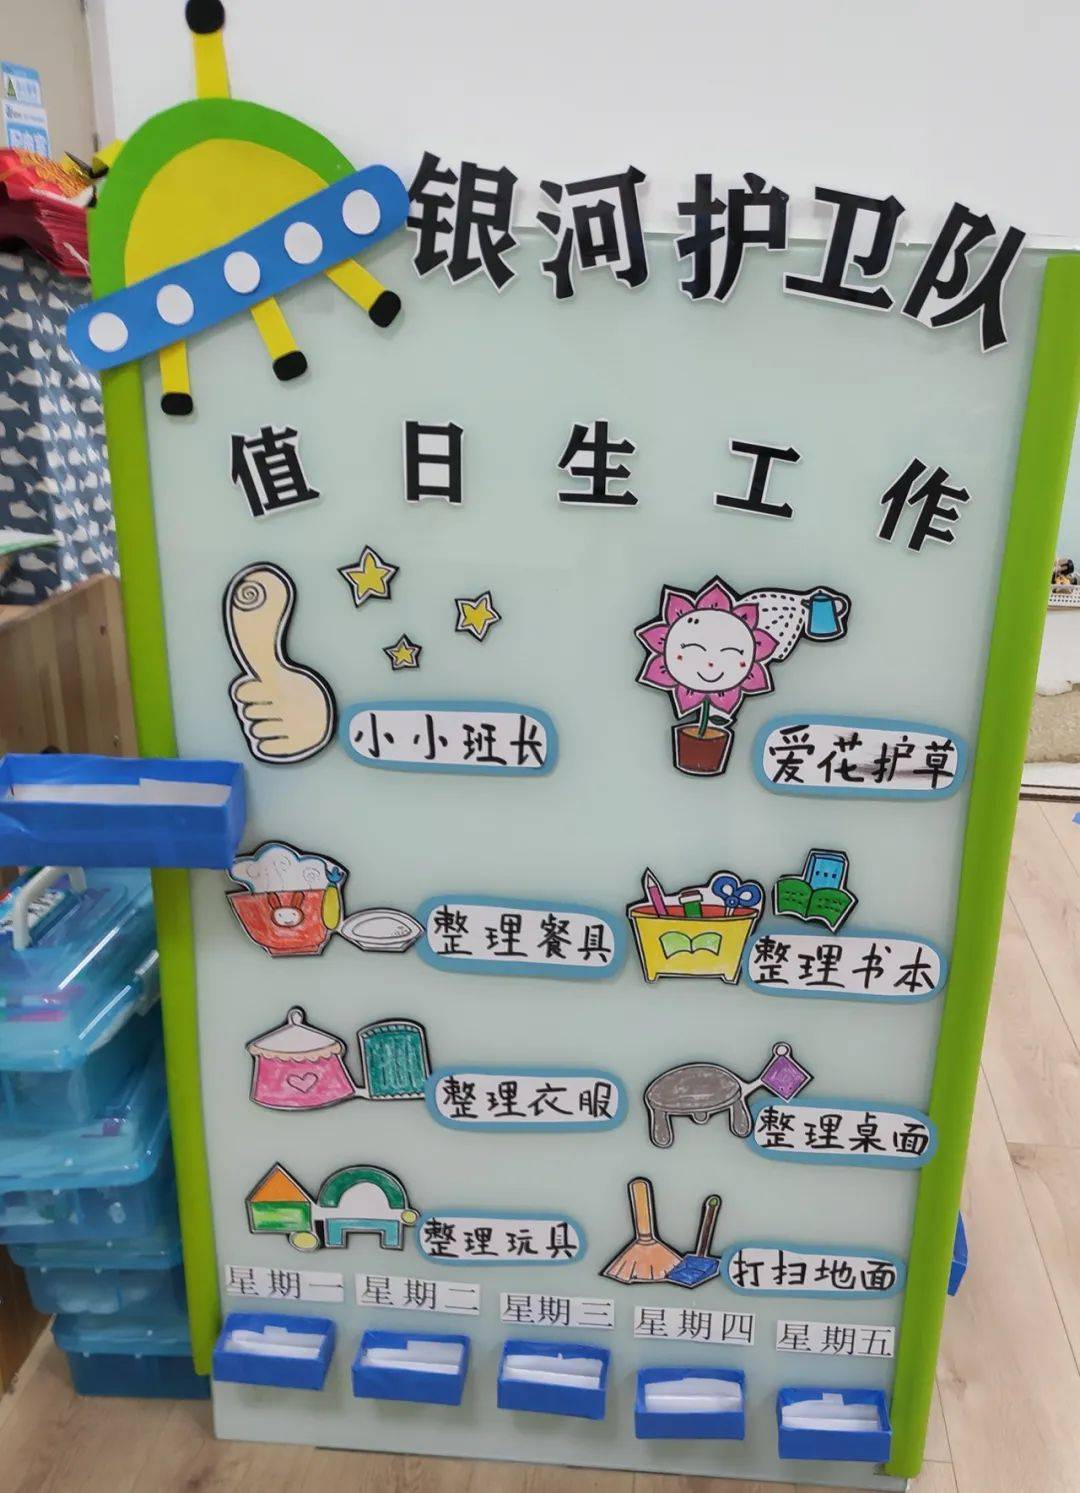 银河护卫队
值日生工作
小小班长
爱花护草
整理餐具
整理书本
整理衣服
整理桌面
整理玩具
打扫地面
星期一
星期二
星期三
星期四
星期五